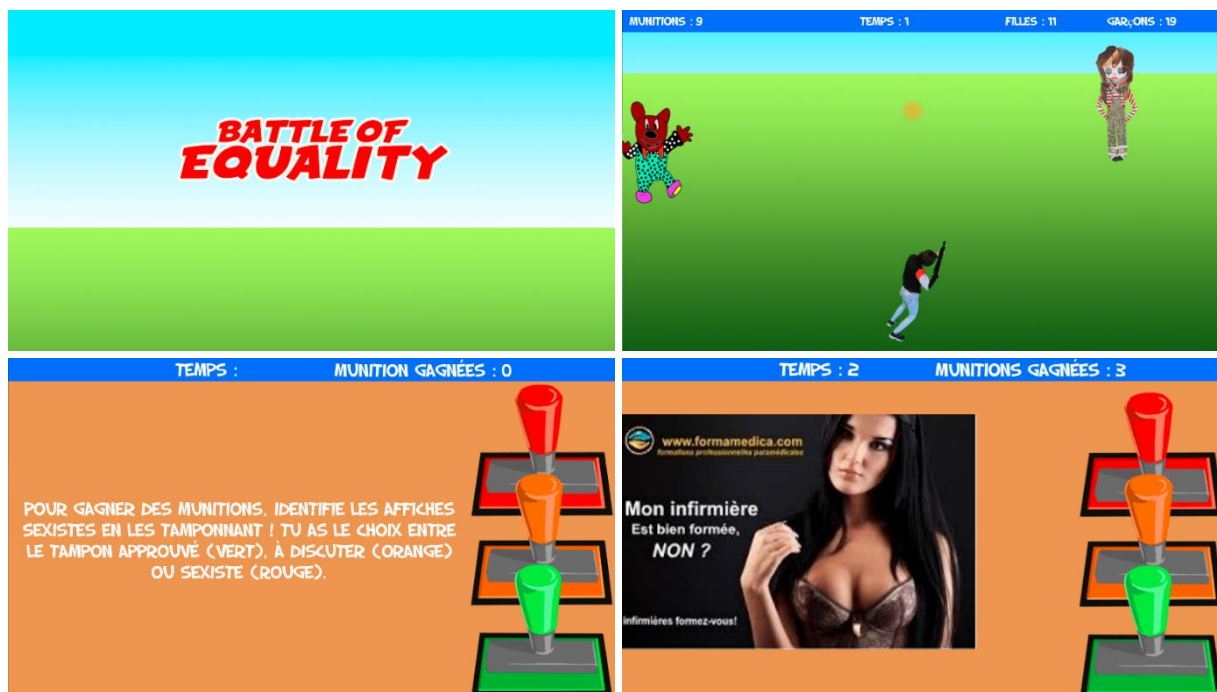 BATTLE OF
EQUALITY
MUNITIONS : 9 TEMPS : 1 FILLES : 11 GARçONS : 19
TEMPS : MUNITION GAGNÉES : 0
POUR GAGNER DES MUNITIONS, IDENTIFIE LES AFFICHES
SEXISTES EN LES TAMPONNANT ! TU AS LE CHOIX ENTRE
LE TAMPON APPROUVÉ (VERT), À DISCUTER (ORANGE)
OU SEXISTE (ROUGE).
TEMPS : 2 MUNITIONS GAGNÉES : 3
www.formamedica.com
formations professionnelles paramédicales
Mon infirmière
Est bien formée,
NON ?
infirmières formez-vous!